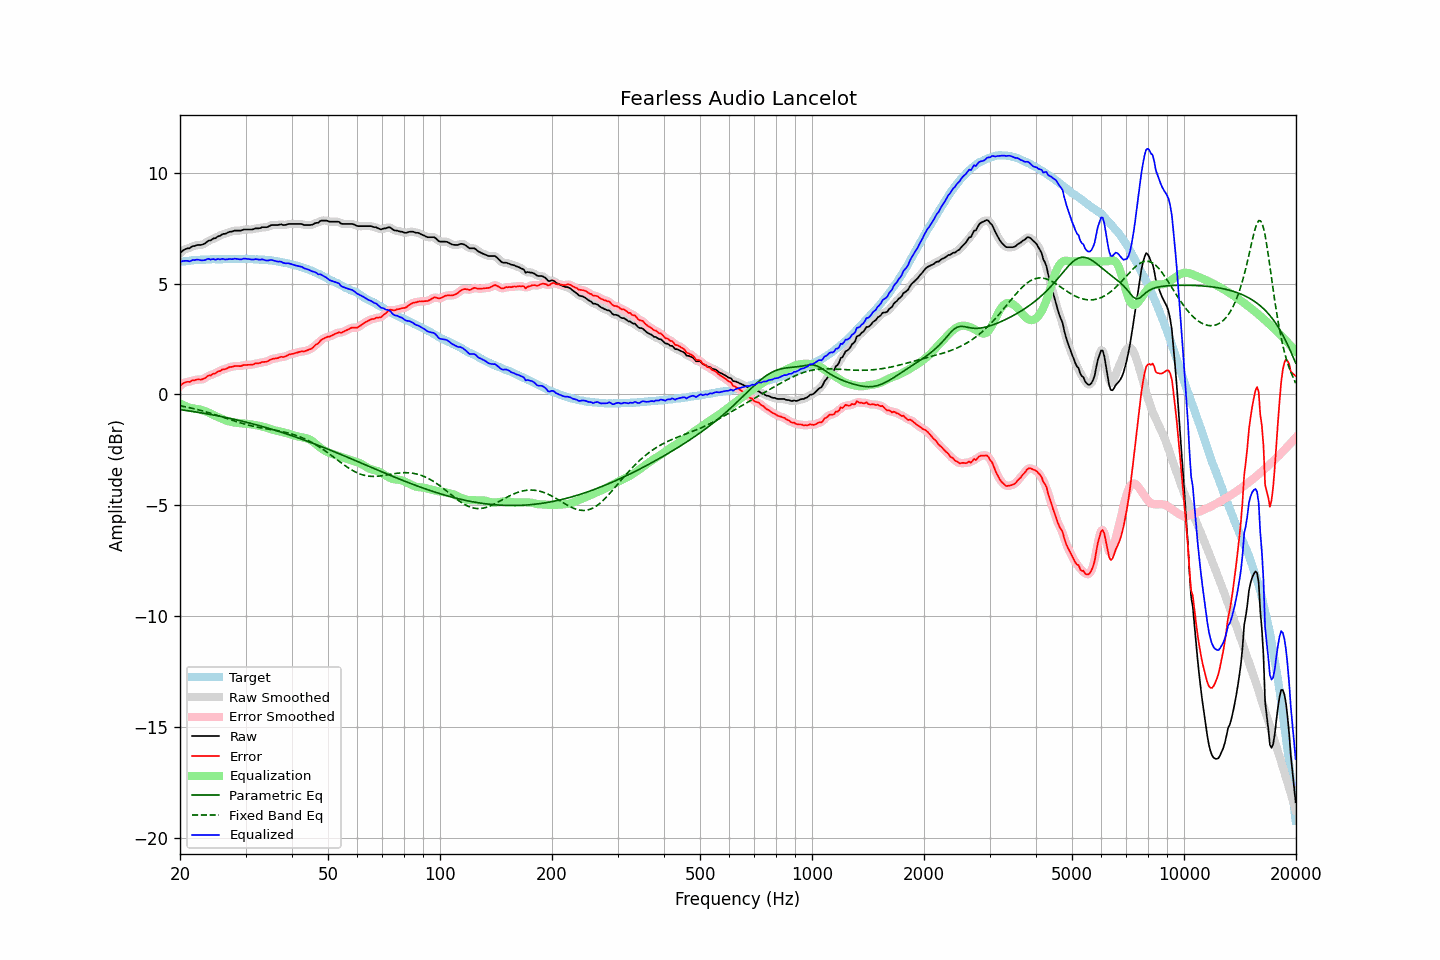 Fearless Audio Lancelot
Amplitude (dBr)
10
5
0
−5
−10
−15
−20
Target
Raw Smoothed
Error Smoothed
Raw
Error
Equalization
Parametric Eq
Fixed Band Eq
Equalized
20 50 100 200 500 1000 2000 5000 10000 20000
Frequency (Hz)